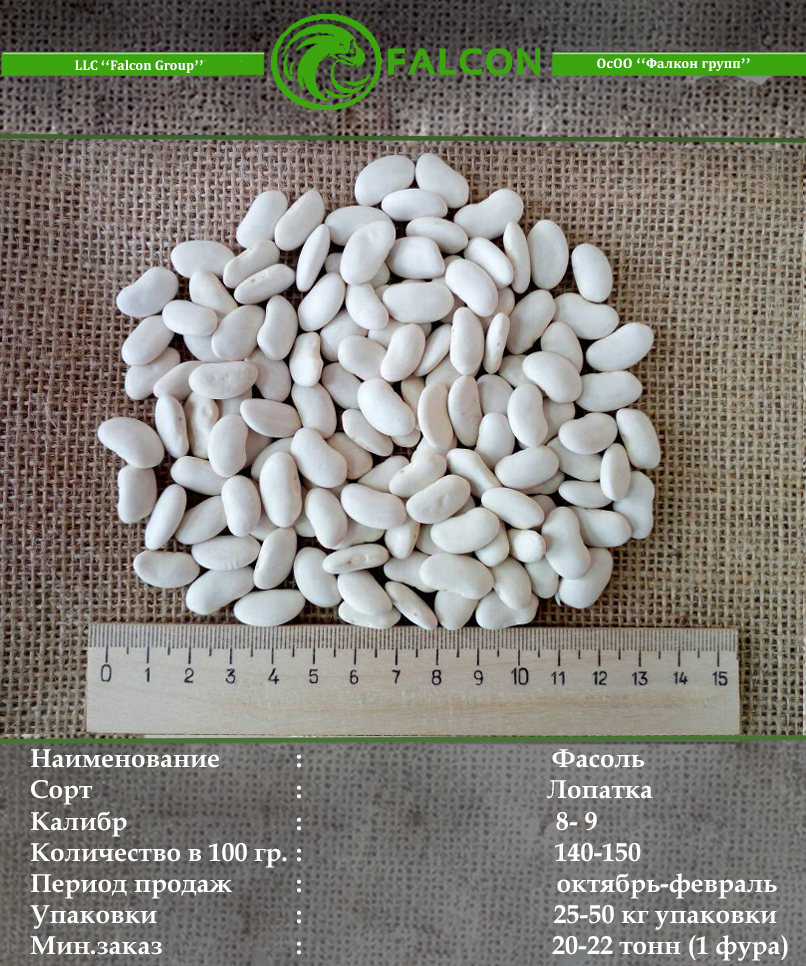 LLC ‘‘Falcon Group’’
FALCON
ОсОО ‘‘Фалкон групп’’
0 1 2 3 4 5 6 7 8 9 10 11 12 13 14 15
Наименование : Фасоль
Сорт : Лопатка
Калибр : 8- 9
Количество в 100 гр. : 140-150
Период продаж : октябрь-февраль
Упаковки : 25-50 кг упаковки
Мин.заказ : 20-22 тонн (1 фура)